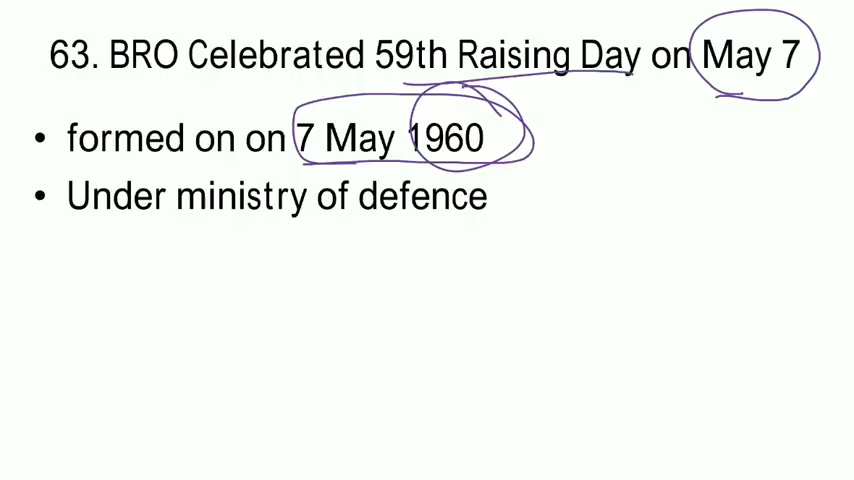 63. BRO Celebrated 59th Raising Day on May 7
• formed on on 7 May 1960
• Under ministry of defence